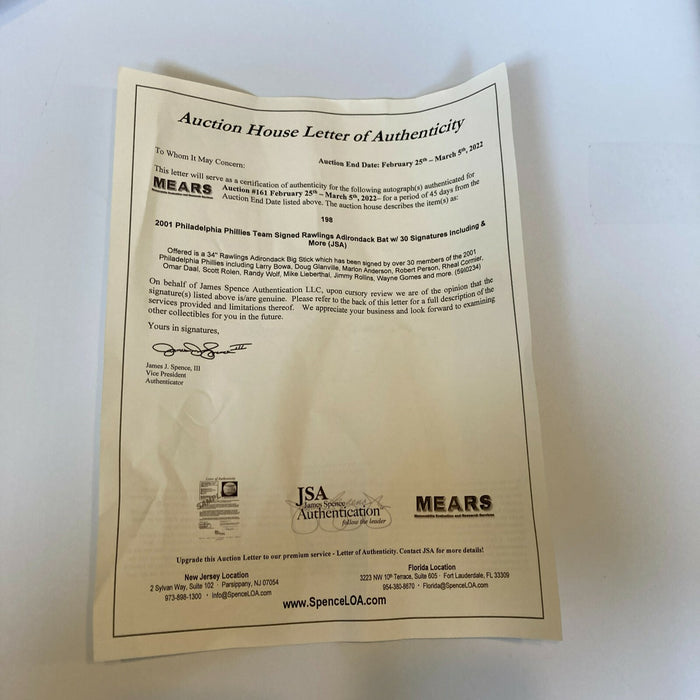 Auction House Letter of Authenticity
To Whom It May Concern:
Auction End Date: February 25th – March 5th, 2022
This letter will serve as a certification of authenticity for the following autograph(s) authenticated for
MEARS Auction #161 February 25th – March 5th, 2022– for a period of 45 days from the
Auction End Date listed above. The auction house describes the item(s) as:
198
2001 Philadelphia Phillies Team Signed Rawlings Adirondack Bat w/ 30 Signatures Including &
More (JSA)
Offered is a 34" Rawlings Adirondack Big Stick which has been signed by over 30 members of the 2001
Philadelphia Phillies including Larry Bowa, Doug Glanville, Marlon Anderson, Robert Person, Rheal Cormier,
Omar Daal, Scott Rolen, Randy Wolf, Mike Lieberthal, Jimmy Rollins, Wayne Gomes and more. (59I0234)
On behalf of James Spence Authentication LLC, upon cursory review we are of the opinion that the
signature(s) listed above is/are genuine. Please refer to the back of this letter for a full description of the
services provided and limitations thereof. We appreciate your business and look forward to examining
other collectibles for you in the future.
Yours in signatures,
James J. Spence, III
Vice President
Authenticator
Letter of Authenticity
JSA
James Spence
Authentication
follow the leader
MEARS
Memorabilia Evaluation and Research Services
Upgrade this Auction Letter to our premium service - Letter of Authenticity. Contact JSA for more details!
New Jersey Location
2 Sylvan Way, Suite 102 · Parsippany, NJ 07054
973-898-1300 · Info@SpenceLOA.com
Florida Location
3223 NW 10th Terrace, Suite 605 · Fort Lauderdale, FL 33309
954-380-8670 · Florida@SpenceLOA.com
www.SpenceLOA.com